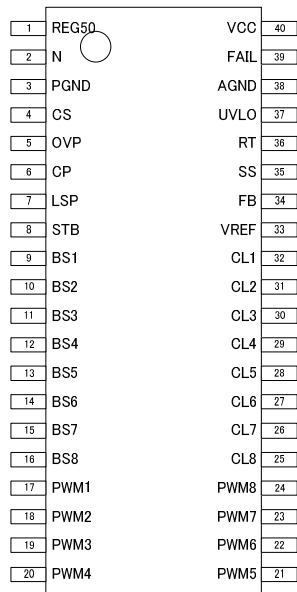 1 REG50 VCC 40
2 N FAIL 39
3 PGND AGND 38
4 CS UVLO 37
5 OVP RT 36
6 CP SS 35
7 LSP FB 34
8 STB VREF 33
9 BS1 CL1 32
10 BS2 CL2 31
11 BS3 CL3 30
12 BS4 CL4 29
13 BS5 CL5 28
14 BS6 CL6 27
15 BS7 CL7 26
16 BS8 CL8 25
17 PWM1 PWM8 24
18 PWM2 PWM7 23
19 PWM3 PWM6 22
20 PWM4 PWM5 21